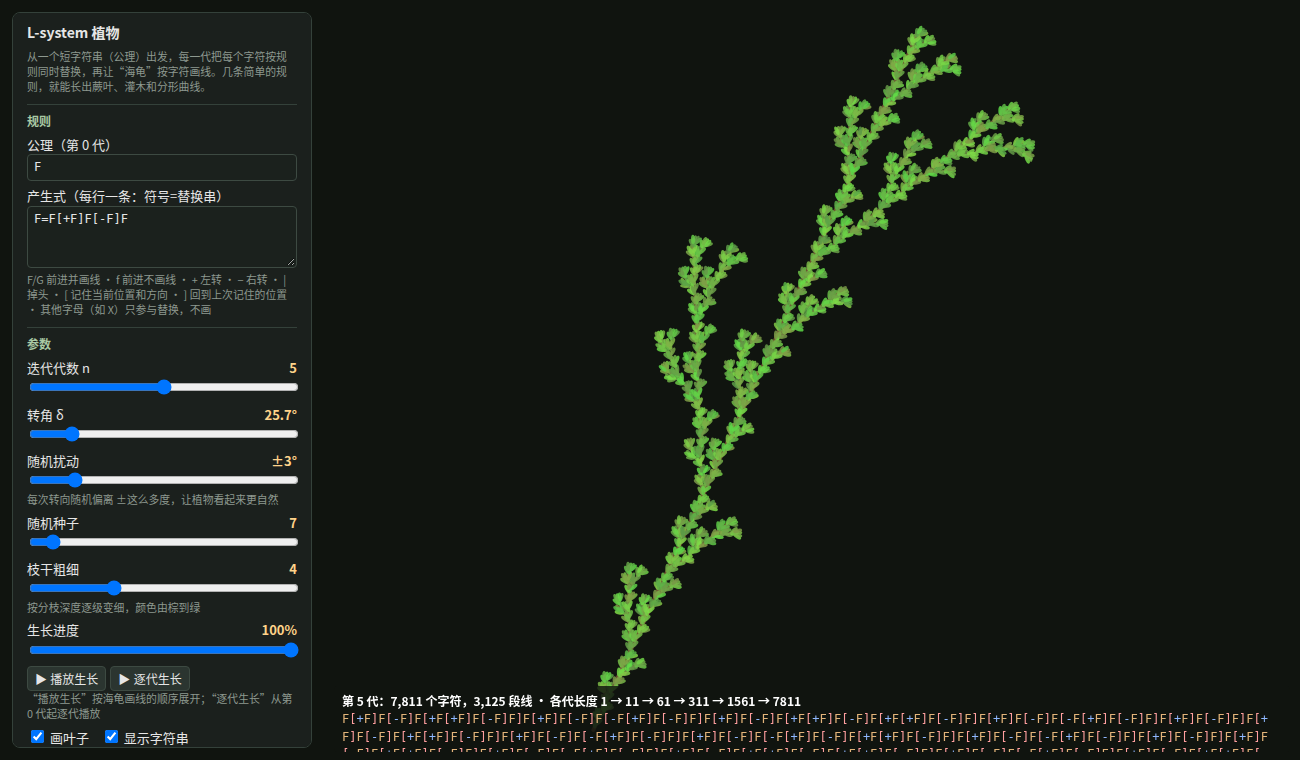 L-system 植物
从一个短字符串（公理）出发，每一代把每个字符按规
则同时替换，再让“海龟”按字符画线。几条简单的规
则，就能长出蕨叶、灌木和分形曲线。
规则
公理（第 0 代）
F
产生式（每行一条：符号=替换串）
F=F[+F]F[-F]F
F/G 前进并画线 · f 前进不画线 · + 左转 · − 右转 · |
掉头 · [ 记住当前位置和方向 · ] 回到上次记住的位置
· 其他字母（如 X）只参与替换，不画
参数
迭代代数 n 5
转角 δ 25.7°
随机扰动 ±3°
每次转向随机偏离 ±这么多度，让植物看起来更自然
随机种子 7
枝干粗细 4
按分枝深度逐级变细，颜色由棕到绿
生长进度 100%
▶ 播放生长 ▶ 逐代生长
“播放生长”按海龟画线的顺序展开；“逐代生长”从第
0 代起逐代播放
画叶子 显示字符串
第 5 代：7,811 个字符，3,125 段线 · 各代长度 1 → 11 → 61 → 311 → 1561 → 7811
F[+F]F[-F]F[+F[+F]F[-F]F]F[+F]F[-F]F[-F[+F]F[-F]F]F[+F]F[-F]F[+F[+F]F[-F]F[+F[+F]F[-F]F]F[+F]F[-F]F[-F[+F]F[-F]F]F[+